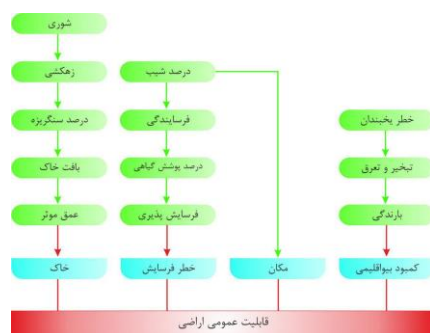 شوری
زهکشی
درصد سنگریزه
بافت خاک
عمق موثر
خاک
درصد شیب
فرسایندگی
درصد پوشش گیاهی
فرسایش پذیری
خطر فرسایش
مکان
خطر یخبندان
تبخیر و تعرق
بارندگی
کمبود بیواقلیمی
قابلیت عمومی اراضی